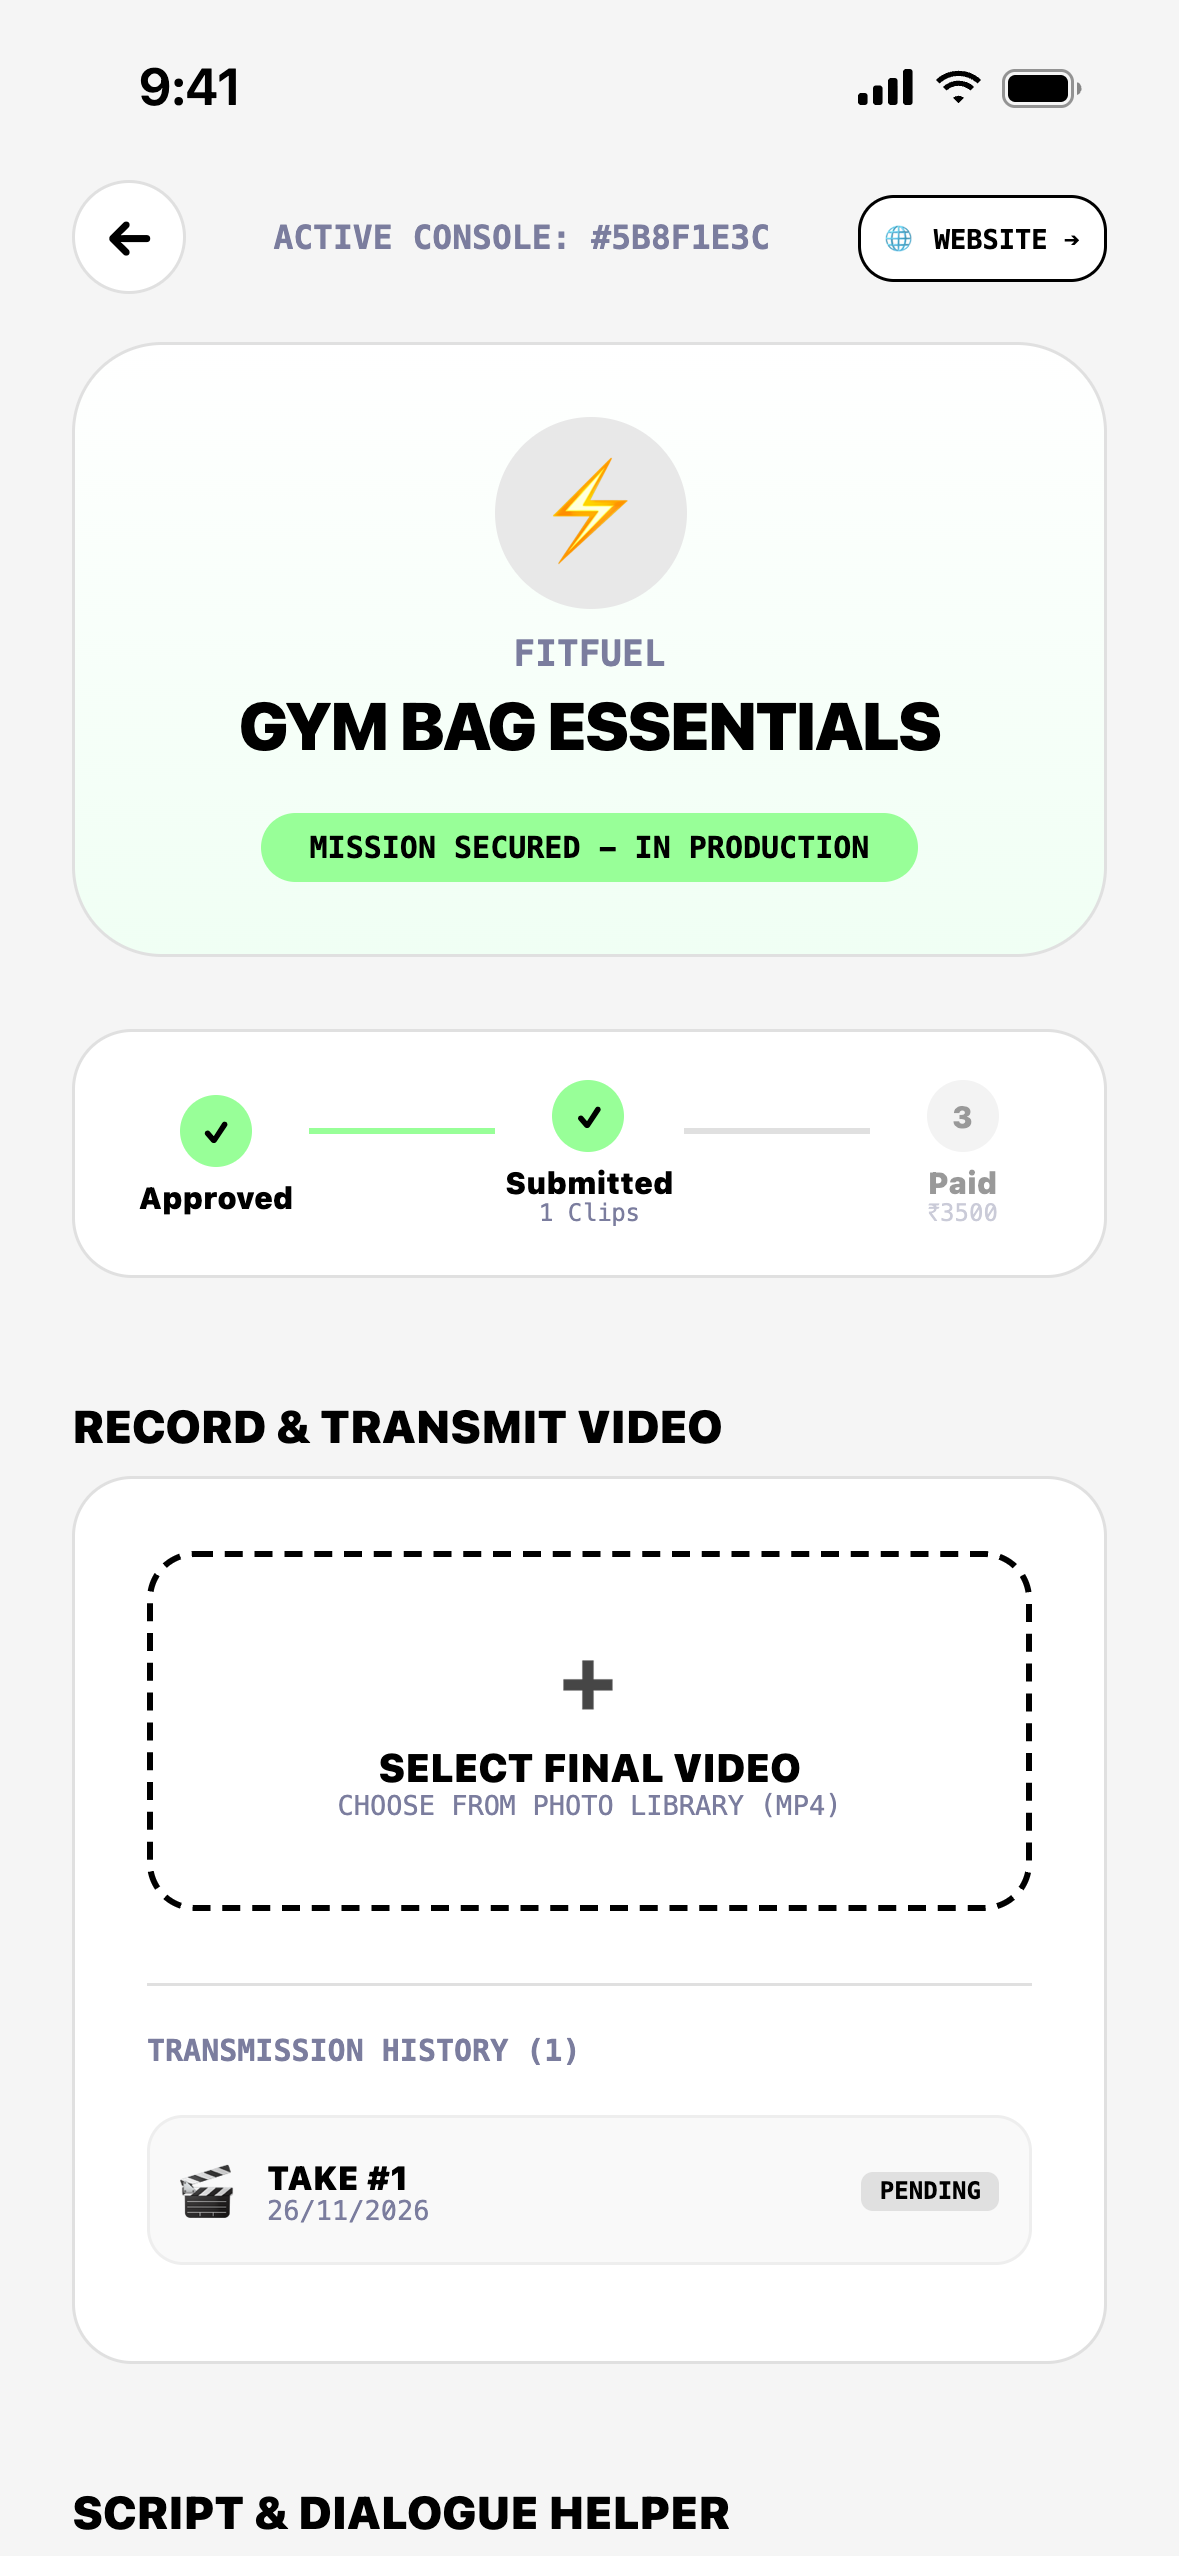 9:41
ACTIVE CONSOLE: #5B8F1E3C
WEBSITE →
FITFUEL
GYM BAG ESSENTIALS
MISSION SECURED — IN PRODUCTION
Approved
Submitted
1 Clips
3
Paid
₹3500
RECORD & TRANSMIT VIDEO
SELECT FINAL VIDEO
CHOOSE FROM PHOTO LIBRARY (MP4)
TRANSMISSION HISTORY (1)
TAKE #1
26/11/2026
PENDING
SCRIPT & DIALOGUE HELPER